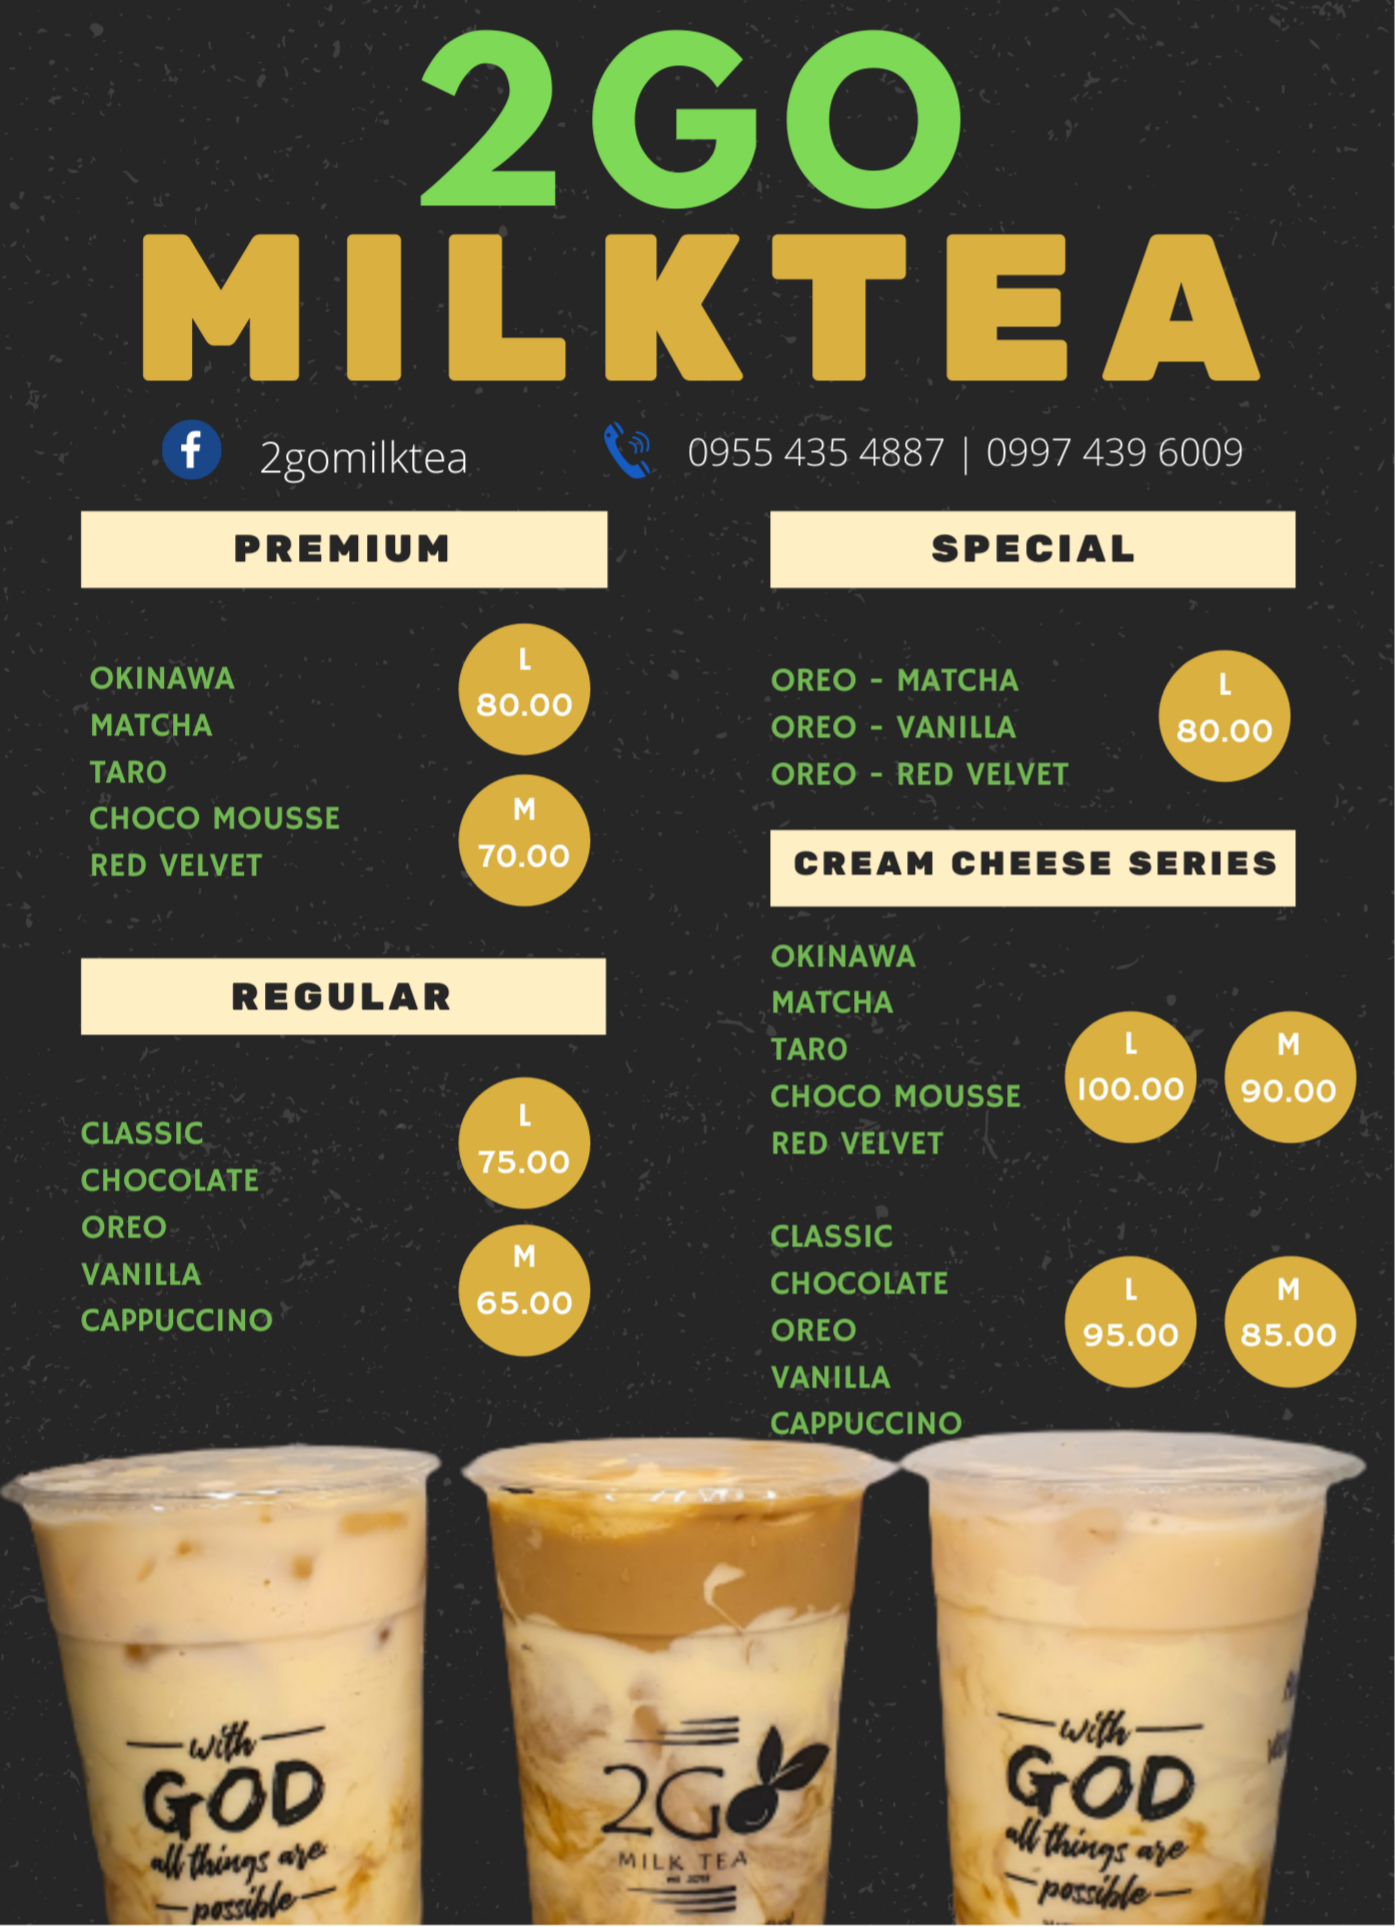 2GO
MILKTEA
2gomilktea
0955 435 4887 | 0997 439 6009
PREMIUM
OKINAWA
MATCHA
TARO
CHOCO MOUSSE
RED VELVET
L
80.00
M
70.00
REGULAR
CLASSIC
CHOCOLATE
OREO
VANILLA
CAPPUCCINO
L
75.00
M
65.00
SPECIAL
OREO - MATCHA
OREO - VANILLA
OREO - RED VELVET
L
80.00
CREAM CHEESE SERIES
OKINAWA
MATCHA
TARO
CHOCO MOUSSE
RED VELVET
L
100.00
M
90.00
CLASSIC
CHOCOLATE
OREO
VANILLA
CAPPUCCINO
L
95.00
M
85.00
with
GOD
all things are
possible
2GO
MILK TEA
with
GOD
all things are
possible